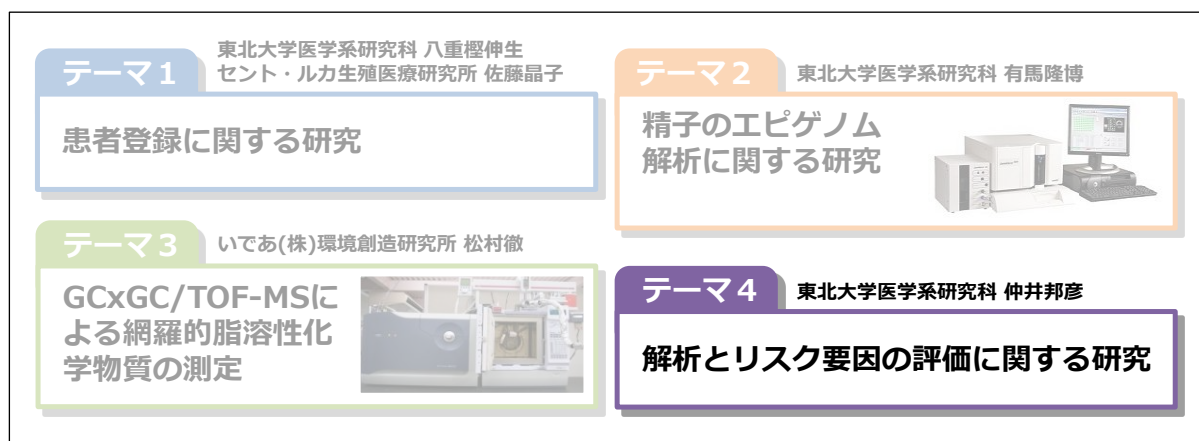 テーマ1
東北大学医学系研究科 八重樫伸生
セント・ルカ生殖医療研究所 佐藤晶子
患者登録に関する研究
テーマ2
東北大学医学系研究科 有馬隆博
精子のエピゲノム
解析に関する研究
テーマ3
いであ(株)環境創造研究所 松村徹
GCxGC/TOF-MSに
よる網羅的脂溶性化
学物質の測定
テーマ4
東北大学医学系研究科 仲井邦彦
解析とリスク要因の評価に関する研究